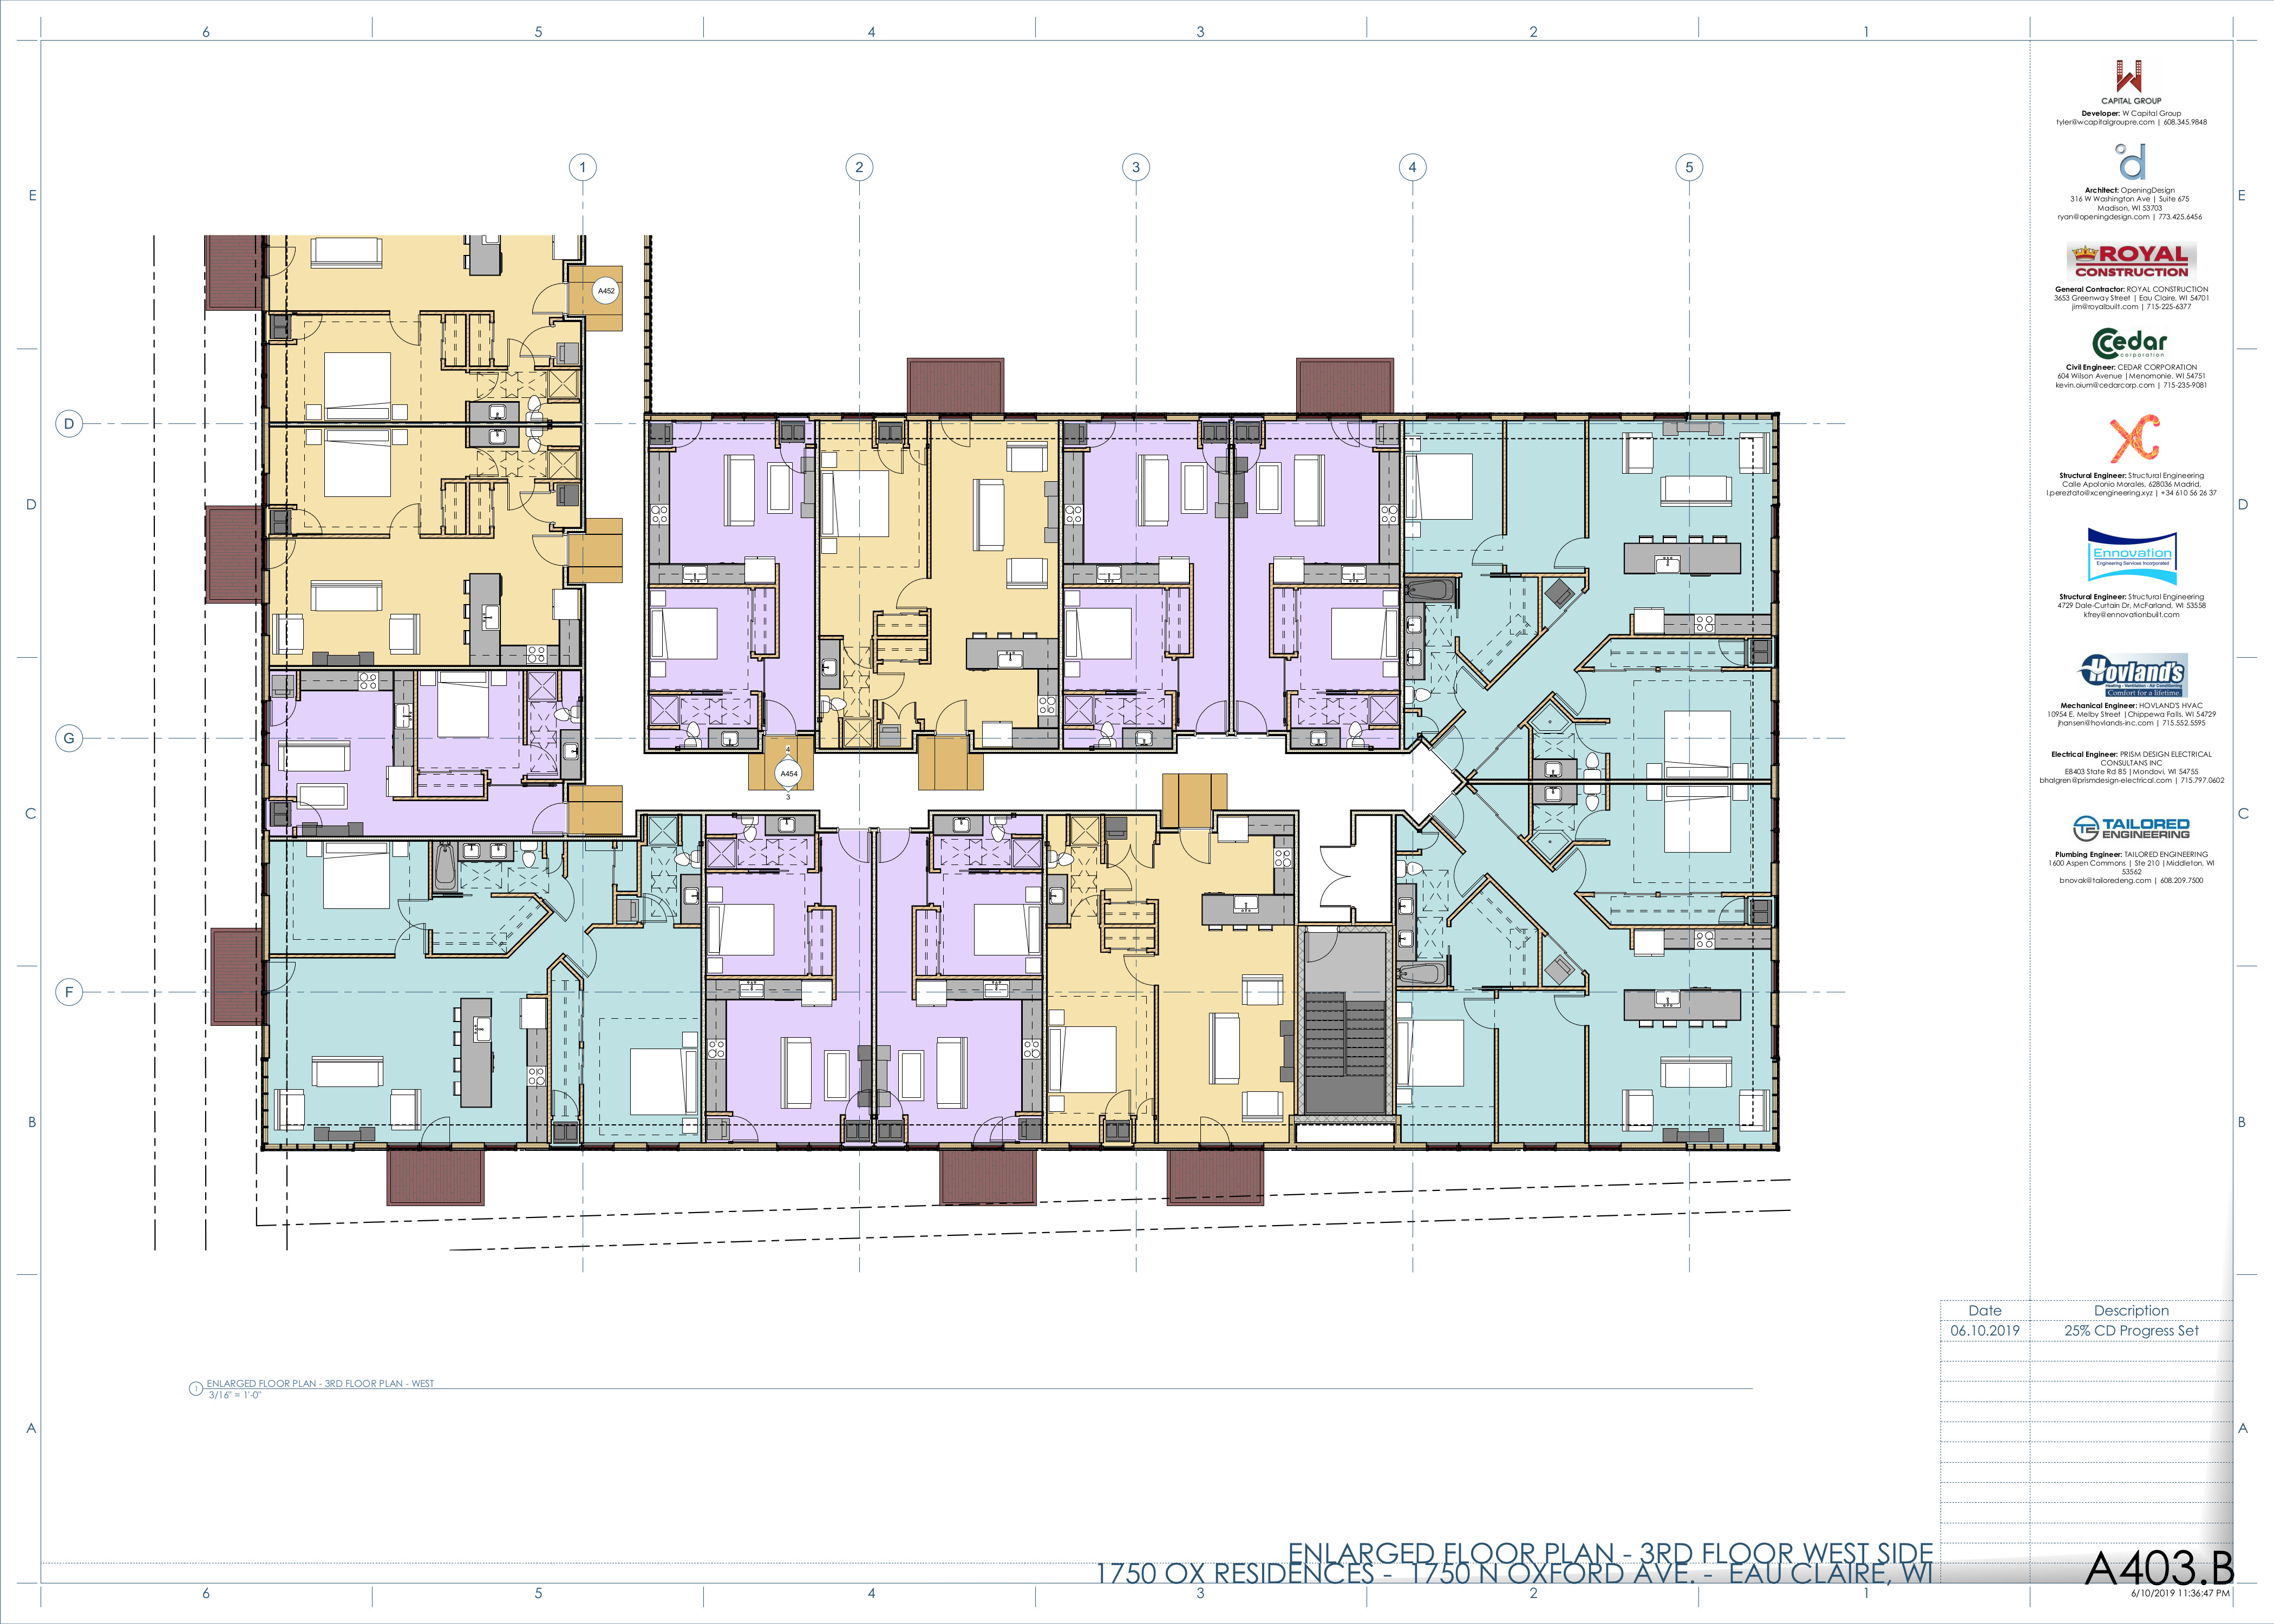 6 5 4 3 2 1
E E
D D
C C
B B
A A
1 2 3 4 5
D
G
F
A452
4
A454
3
CAPITAL GROUP
Developer: W Capital Group
tyler@wcapitalgroupre.com | 608.345.9848
d
Architect: OpeningDesign
316 W Washington Ave | Suite 675
Madison, WI 53703
ryan@openingdesign.com | 773.425.6456
ROYAL
CONSTRUCTION
General Contractor: ROYAL CONSTRUCTION
3653 Greenway Street | Eau Claire, WI 54701
jim@royalbuilt.com | 715-225-6377
Cedar
corporation
Civil Engineer: CEDAR CORPORATION
604 Wilson Avenue |Menomonie, WI 54751
kevin.oium@cedarcorp.com | 715-235-9081
XC
Structural Engineer: Structural Engineering
Calle Apolonio Morales, 628036 Madrid,
l.pereztato@xcengineering.xyz | +34 610 56 26 37
Ennovation
Engineering Services Incorporated
Structural Engineer: Structural Engineering
4729 Dale-Curtain Dr, McFarland, WI 53558
kfrey@ennovationbuilt.com
Hovland's
Heating - Ventilation - Air Conditioning
Comfort for a lifetime
Mechanical Engineer: HOVLAND'S HVAC
10954 E. Melby Street |Chippewa Falls, WI 54729
jhansen@hovlands-inc.com | 715.552.5595
Electrical Engineer: PRISM DESIGN ELECTRICAL
CONSULTANS INC
E8403 State Rd 85 |Mondovi, WI 54755
bhalgren@prismdesign-electrical.com | 715.797.0602
TAILORED
ENGINEERING
Plumbing Engineer: TAILORED ENGINEERING
1600 Aspen Commons | Ste 210 |Middleton, WI
53562
bnovak@tailoredeng.com | 608.209.7500
Date Description
06.10.2019 25% CD Progress Set
1 ENLARGED FLOOR PLAN - 3RD FLOOR PLAN - WEST
3/16" = 1'-0"
ENLARGED FLOOR PLAN - 3RD FLOOR WEST SIDE
1750 OX RESIDENCES - 1750 N OXFORD AVE. - EAU CLAIRE, WI
A403.B
6/10/2019 11:36:47 PM
6 5 4 3 2 1